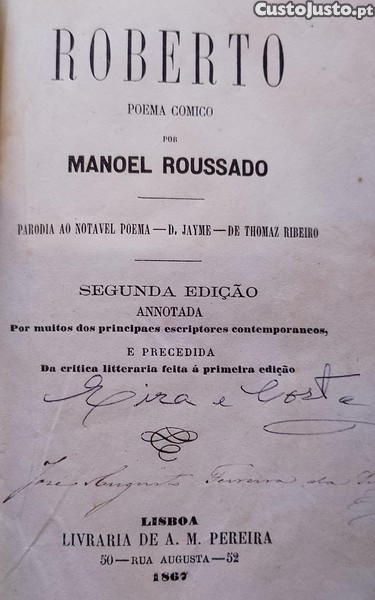 CustoJusto.pt
ROBERTO
POEMA COMICO
POR
MANOEL ROUSSADO
PARODIA AO NOTAVEL POEMA — D. JAYME — DE THOMAZ RIBEIRO
SEGUNDA EDIÇÃO
ANNOTADA
Por muitos dos principaes escriptores contemporaneos,
E PRECEDIDA
Da critica litteraria feita á primeira edição
Mira e Costa
José Augusto Ferreira da
LISBOA
LIVRARIA DE A. M. PEREIRA
50—RUA AUGUSTA—52
1867